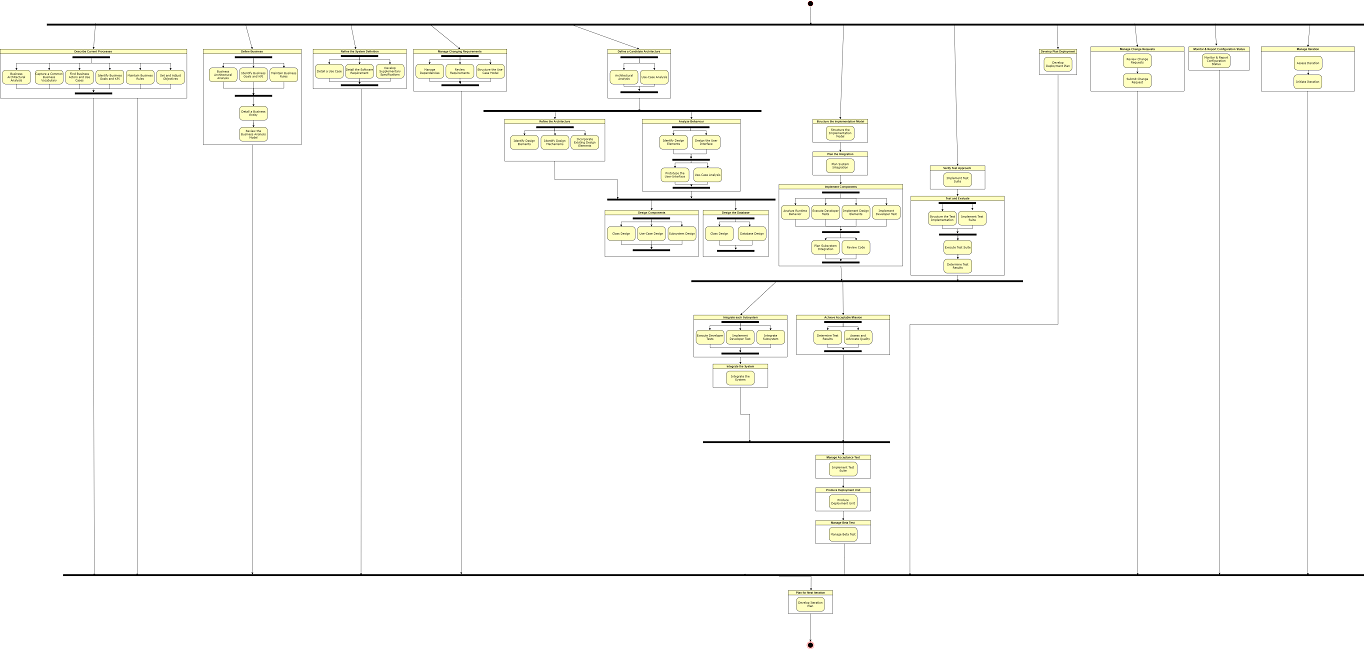 Describe Current Processes
Business
Architectural
Analysis
Capture a Common
Business
Vocabulary
Find Business
Actors and Use
Cases
Identify Business
Goals and KPI
Maintain Business
Rules
Set and Adjust
Objectives
Define Business
Business
Architectural
Analysis
Identify Business
Goals and KPI
Maintain Business
Rules
Detail a Business
Entity
Review the
Business Analysis
Model
Refine the System Definition
Detail a Use Case
Detail the Software
Requirement
Develop
Supplementary
Specifications
Manage Changing Requirements
Manage
Dependencies
Review
Requirements
Structure the Use
Case Model
Define a Candidate Architecture
Architectural
Analysis
Use-Case Analysis
Refine the Architecture
Identify Design
Elements
Identify Design
Mechanisms
Incorporate
Existing Design
Elements
Analyze Behaviour
Identify Design
Elements
Design the User
Interface
Prototype the
User-Interface
Use Case Analysis
Design Components
Class Design
Use-Case Design
Subsystem Design
Design the Database
Class Design
Database Design
Structure the Implementation Model
Structure the
Implementation
Model
Plan the Integration
Plan System
Integration
Implement Components
Analyze Runtime
Behavior
Execute Developer
Tests
Implement Design
Elements
Implement
Developer Test
Plan Subsystem
Integration
Review Code
Verify Test Approach
Implement Test
Suite
Test and Evaluate
Structure the Test
Implementation
Implement Test
Suite
Execute Test Suite
Determine Test
Results
Develop Plan Deployment
Develop
Deployment Plan
Manage Change Requests
Review Change
Requests
Submit Change
Request
Monitor & Report Configuration Status
Monitor & Report
Configuration
Status
Manage Iteration
Assess Iteration
Initiate Iteration
Integrate each Subsystem
Execute Developer
Tests
Implement
Developer Test
Integrate
Subsystem
Achieve Acceptable Mission
Determine Test
Results
Assess and
Advocate Quality
Integrate the System
Integrate the
System
Manage Acceptance Test
Implement Test
Suite
Produce Deployment Unit
Produce
Deployment Unit
Manage Beta Test
Manage Beta Test
Plan for Next Iteration
Develop Iteration
Plan